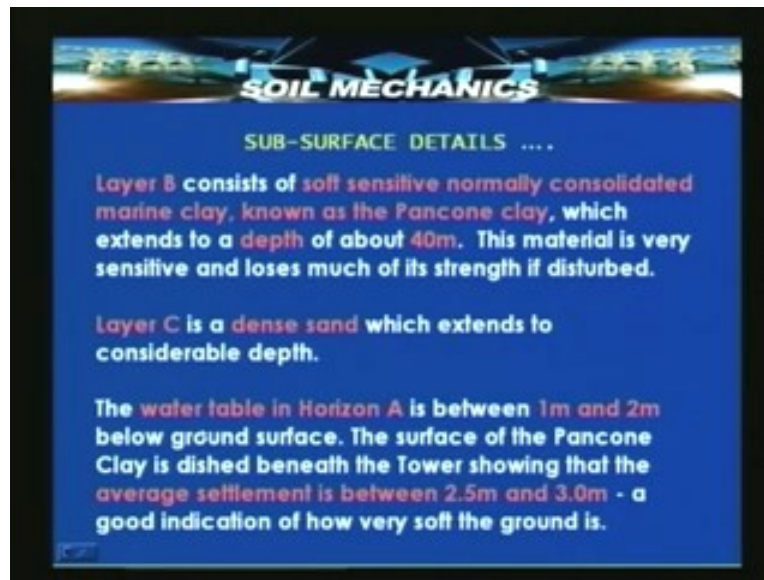 SOIL MECHANICS
SUB-SURFACE DETAILS ....
Layer B consists of soft sensitive normally consolidated
marine clay, known as the Pancone clay, which
extends to a depth of about 40m. This material is very
sensitive and loses much of its strength if disturbed.
Layer C is a dense sand which extends to
considerable depth.
The water table in Horizon A is between 1m and 2m
below ground surface. The surface of the Pancone
Clay is dished beneath the Tower showing that the
average settlement is between 2.5m and 3.0m - a
good indication of how very soft the ground is.